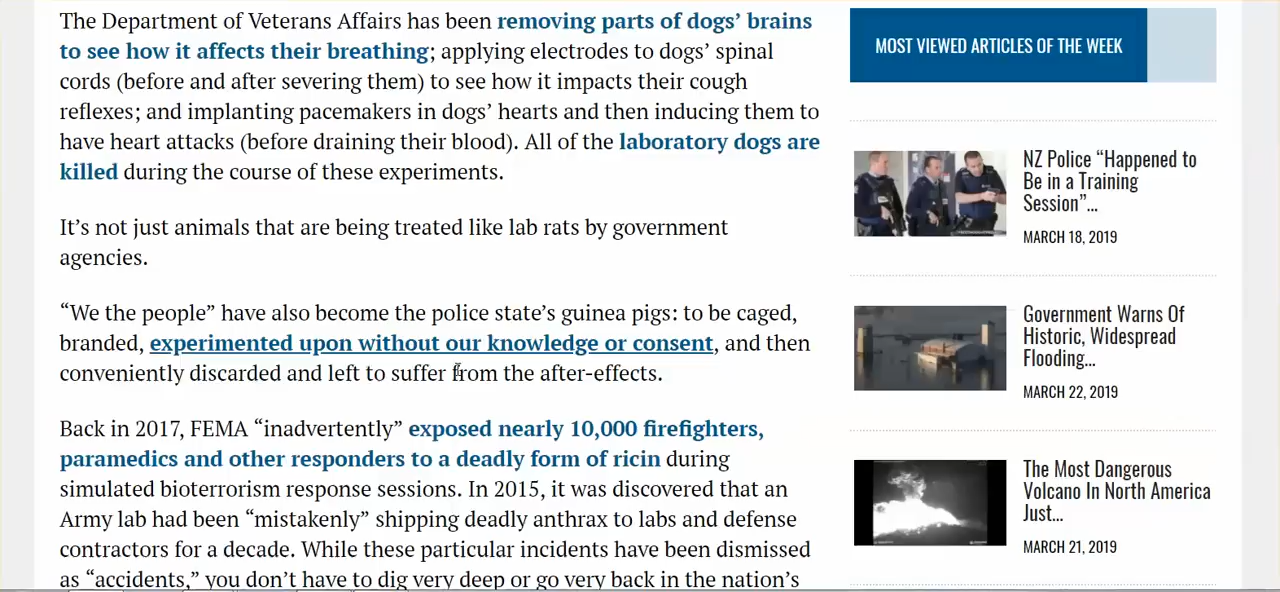 The Department of Veterans Affairs has been removing parts of dogs’ brains
to see how it affects their breathing; applying electrodes to dogs’ spinal
cords (before and after severing them) to see how it impacts their cough
reflexes; and implanting pacemakers in dogs’ hearts and then inducing them to
have heart attacks (before draining their blood). All of the laboratory dogs are
killed during the course of these experiments.
It’s not just animals that are being treated like lab rats by government
agencies.
“We the people” have also become the police state’s guinea pigs: to be caged,
branded, experimented upon without our knowledge or consent, and then
conveniently discarded and left to suffer from the after-effects.
Back in 2017, FEMA “inadvertently” exposed nearly 10,000 firefighters,
paramedics and other responders to a deadly form of ricin during
simulated bioterrorism response sessions. In 2015, it was discovered that an
Army lab had been “mistakenly” shipping deadly anthrax to labs and defense
contractors for a decade. While these particular incidents have been dismissed
as “accidents,” you don’t have to dig very deep or go very back in the nation’s
MOST VIEWED ARTICLES OF THE WEEK
NZ Police “Happened to
Be in a Training
Session”...
MARCH 18, 2019
Government Warns Of
Historic, Widespread
Flooding...
MARCH 22, 2019
The Most Dangerous
Volcano In North America
Just...
MARCH 21, 2019